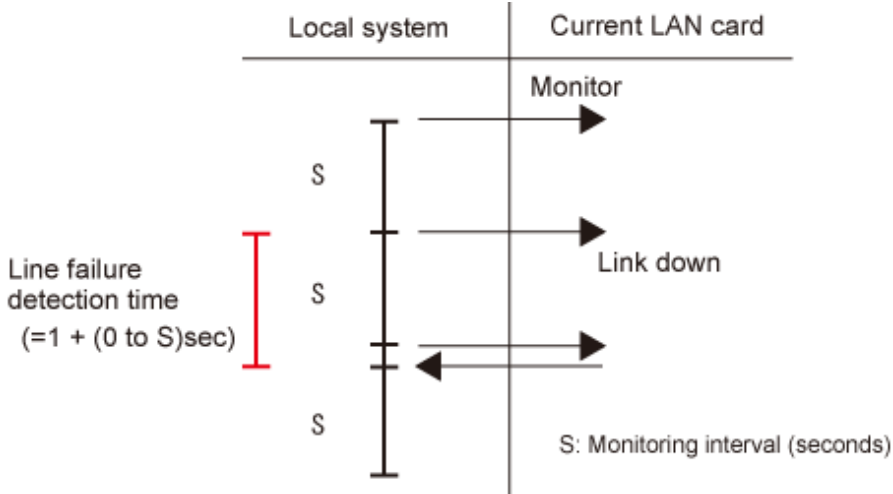 Local system
Current LAN card
Monitor
S
Link down
Line failure
detection time
(=1 + (0 to S)sec)
S
S
S: Monitoring interval (seconds)